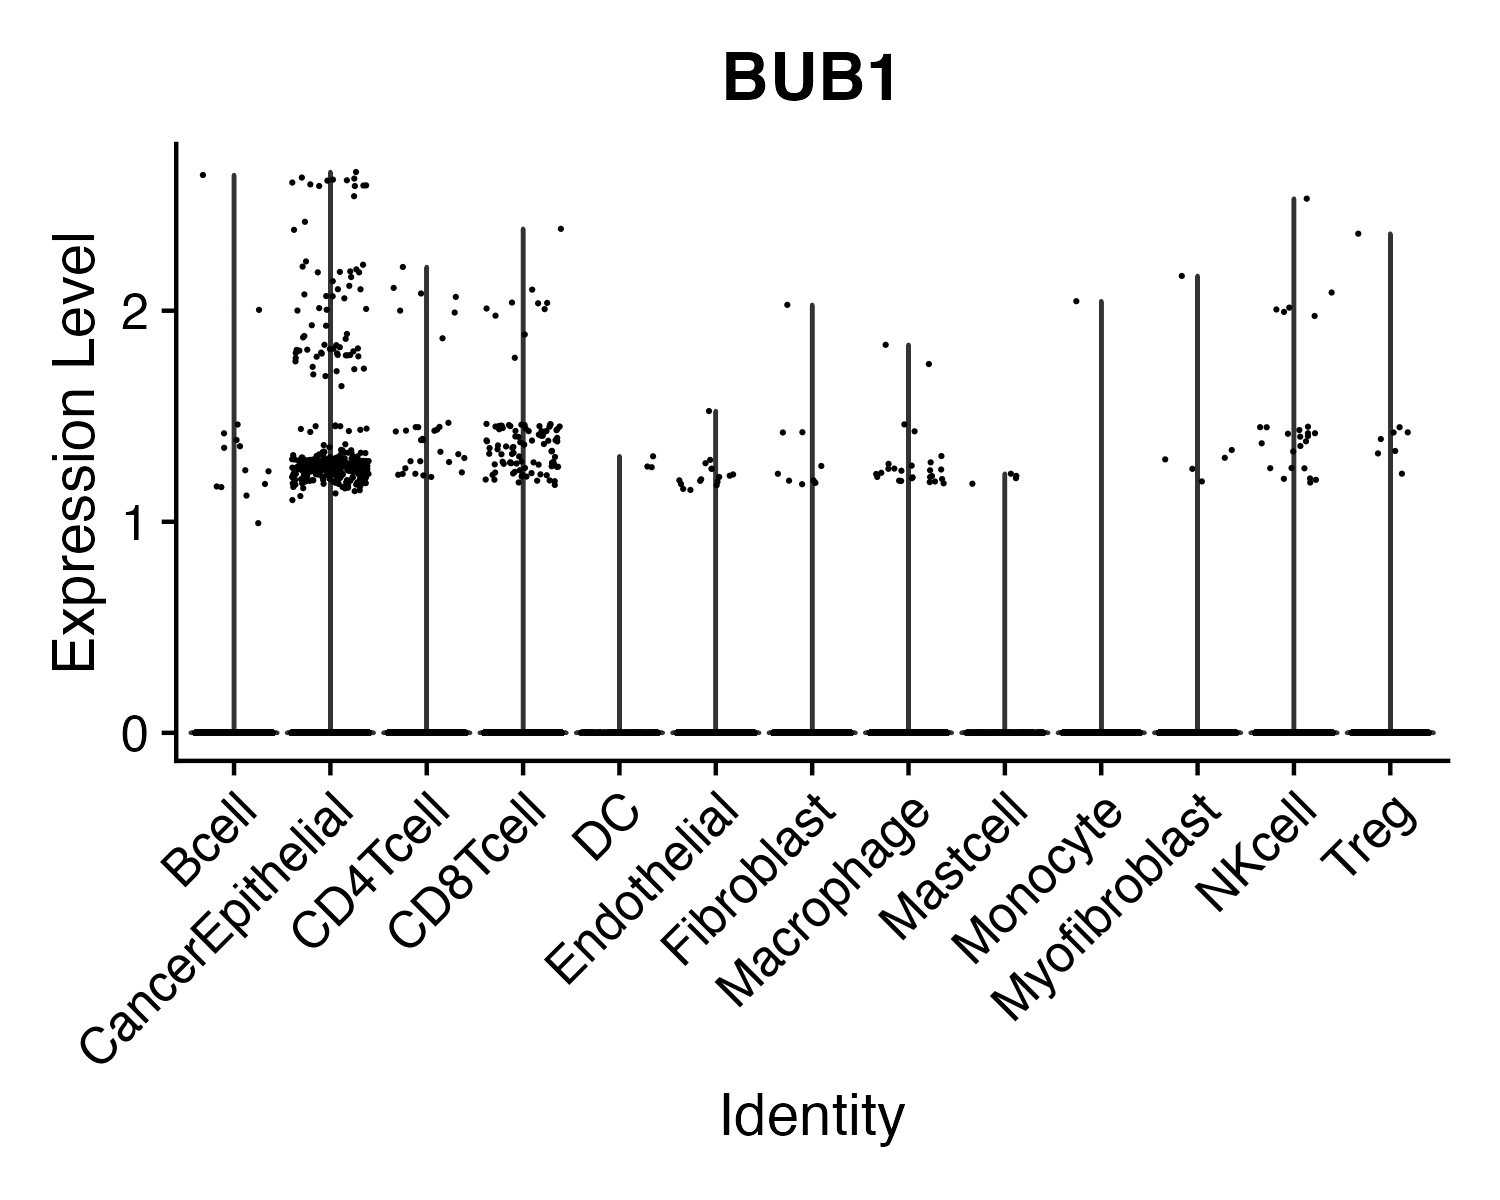 BUB1
Expression Level
2
1
0
Bcell
CancerEpithelial
CD4Tcell
CD8Tcell
DC
Endothelial
Fibroblast
Macrophage
Mastcell
Monocyte
Myofibroblast
NKcell
Treg
Identity